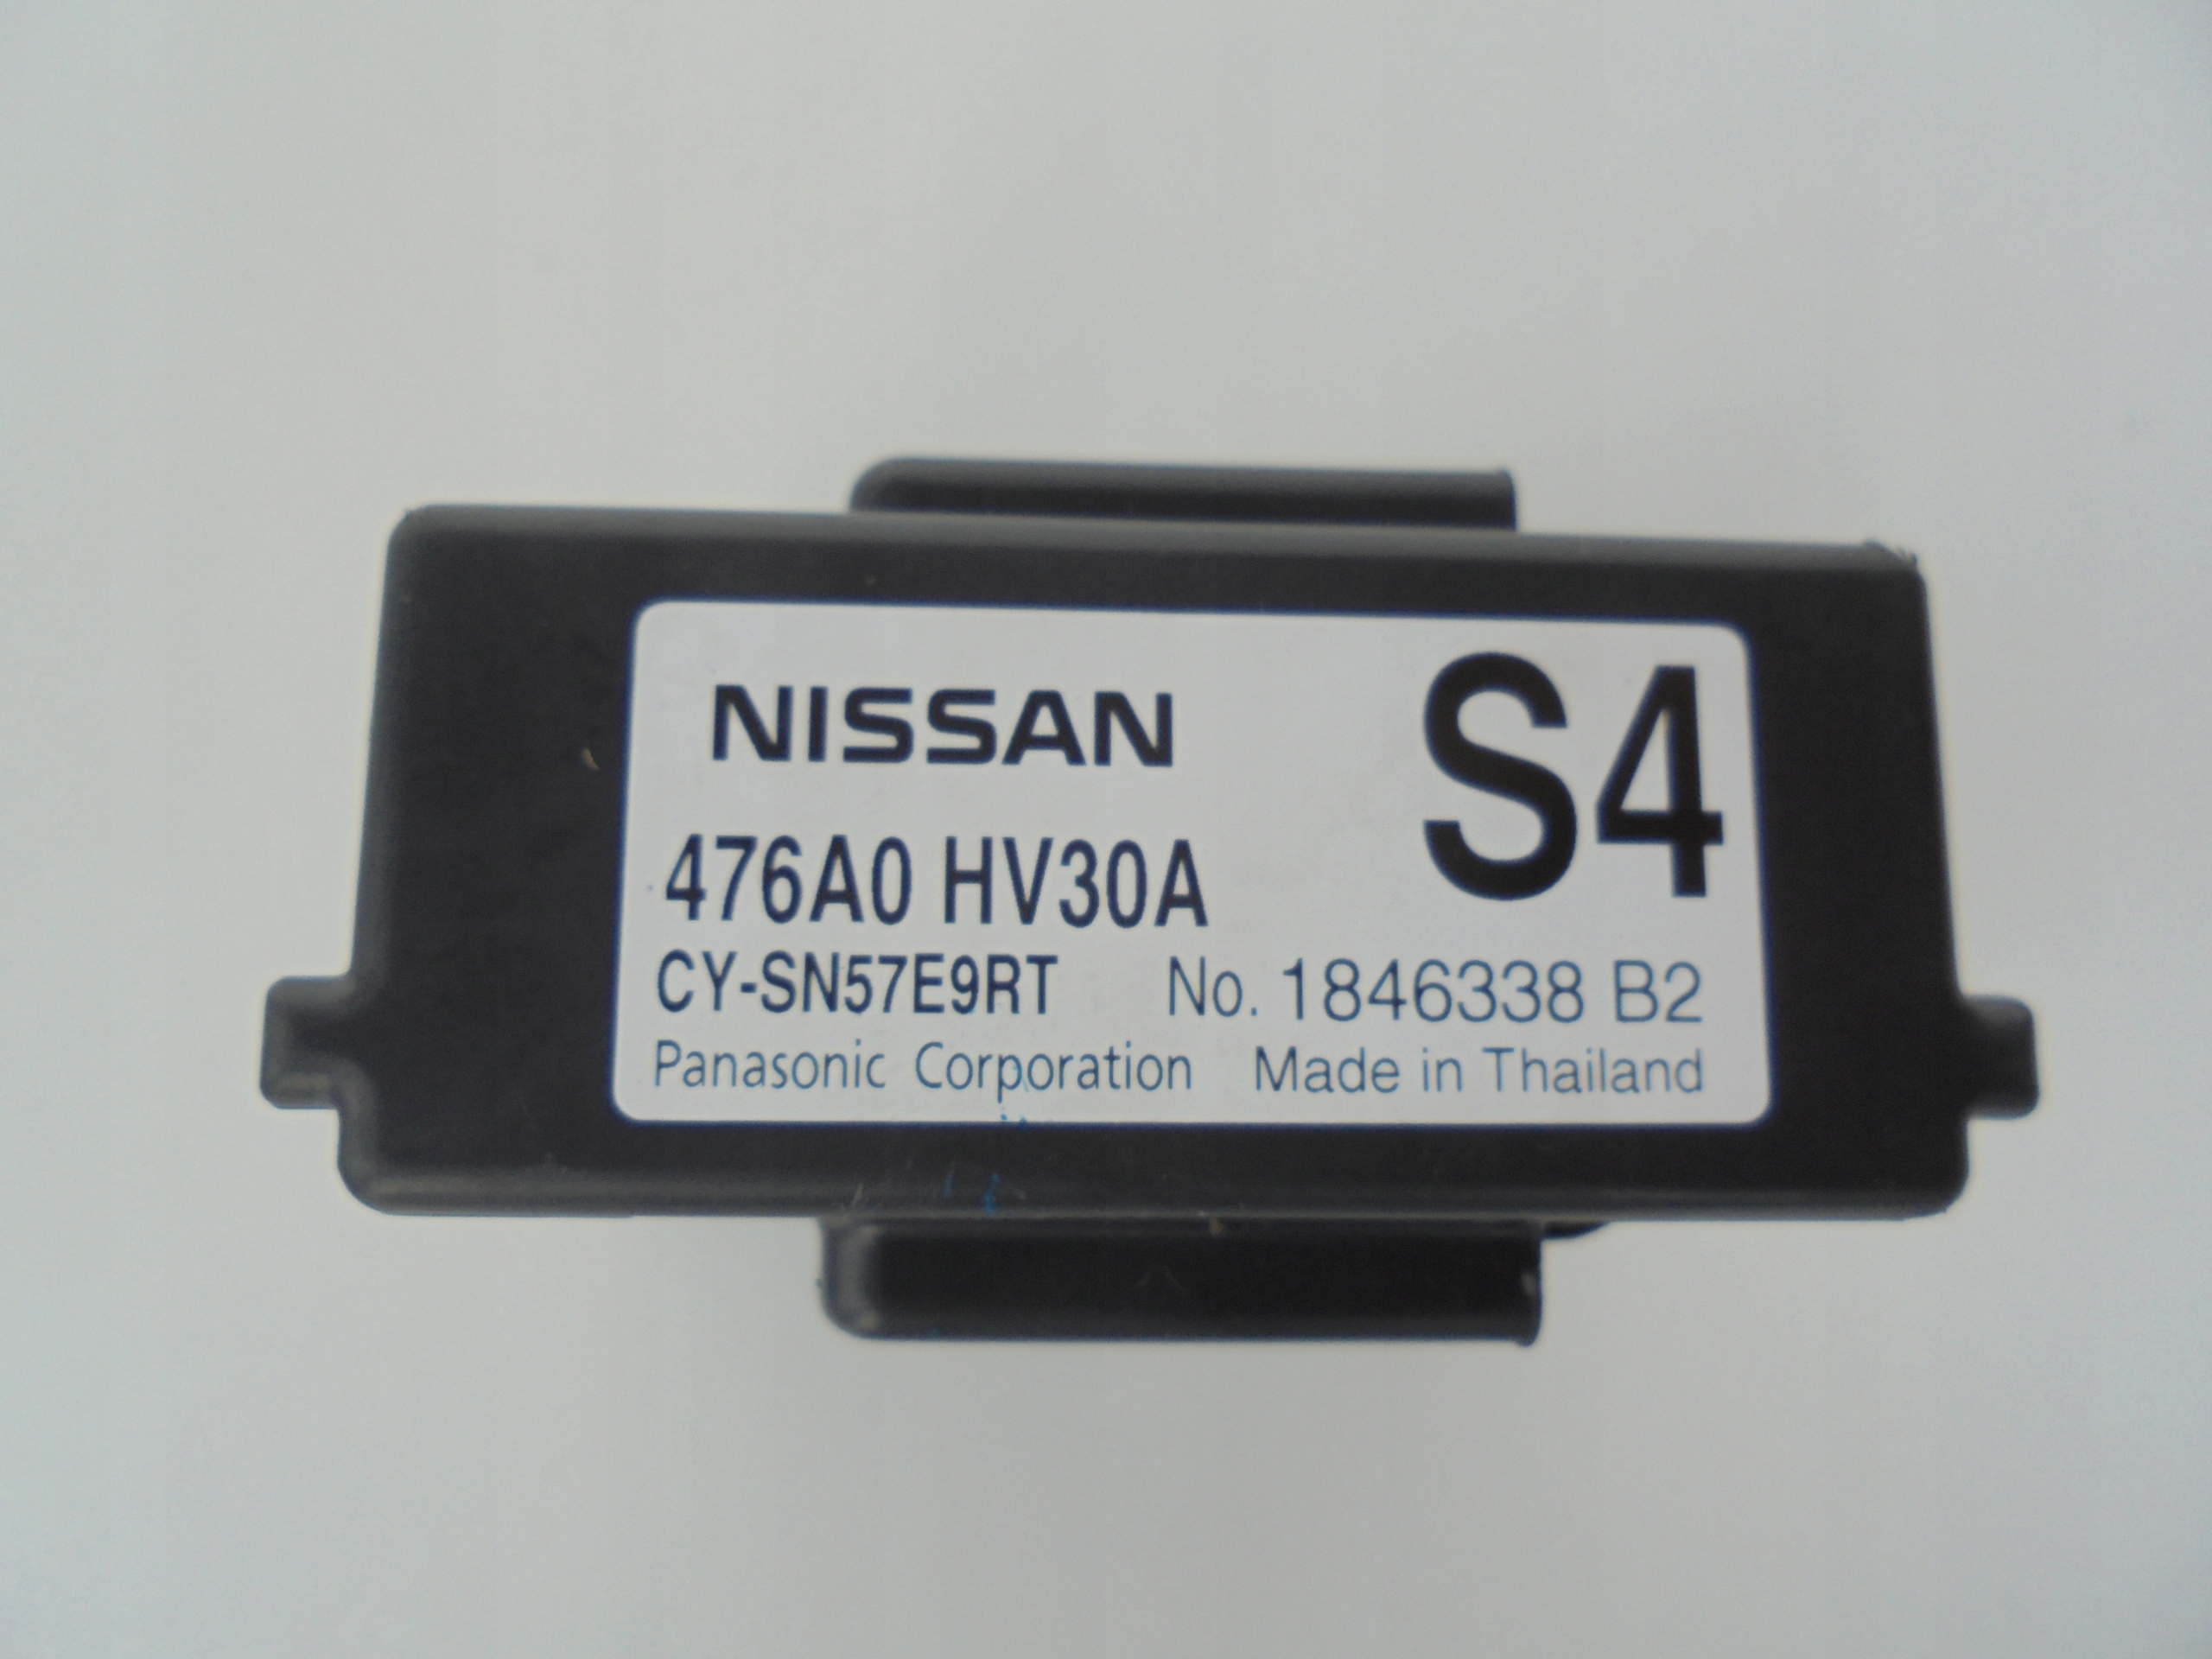 NISSAN
S4
476A0 HV30A
CY-SN57E9RT No. 1846338 B2
Panasonic Corporation Made in Thailand